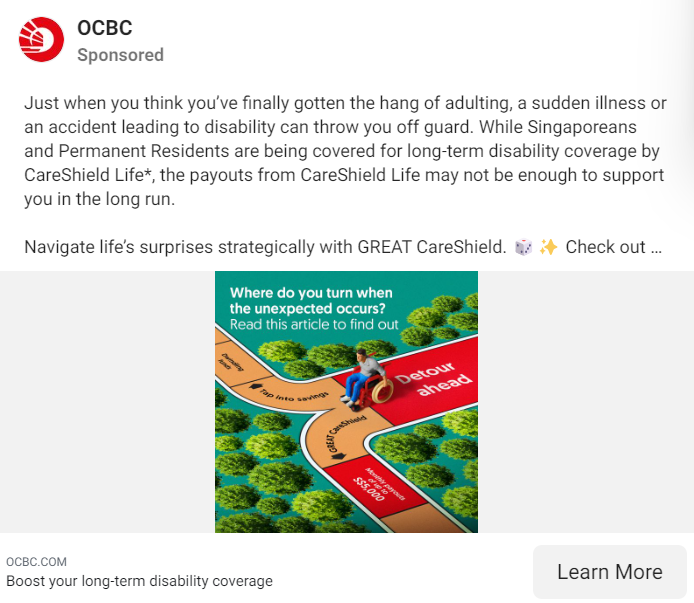 OCBC
Sponsored
Just when you think you've finally gotten the hang of adulting, a sudden illness or
an accident leading to disability can throw you off guard. While Singaporeans
and Permanent Residents are being covered for long-term disability coverage by
CareShield Life*, the payouts from CareShield Life may not be enough to support
you in the long run.
Navigate life's surprises strategically with GREAT CareShield. 🎲 ✨ Check out ...
Where do you turn when
the unexpected occurs?
Read this article to find out
Detour
ahead
Tap into savings
GREAT CareShield
Monthly payouts
of up to
S$5,000
OCBC.COM
Boost your long-term disability coverage
Learn More